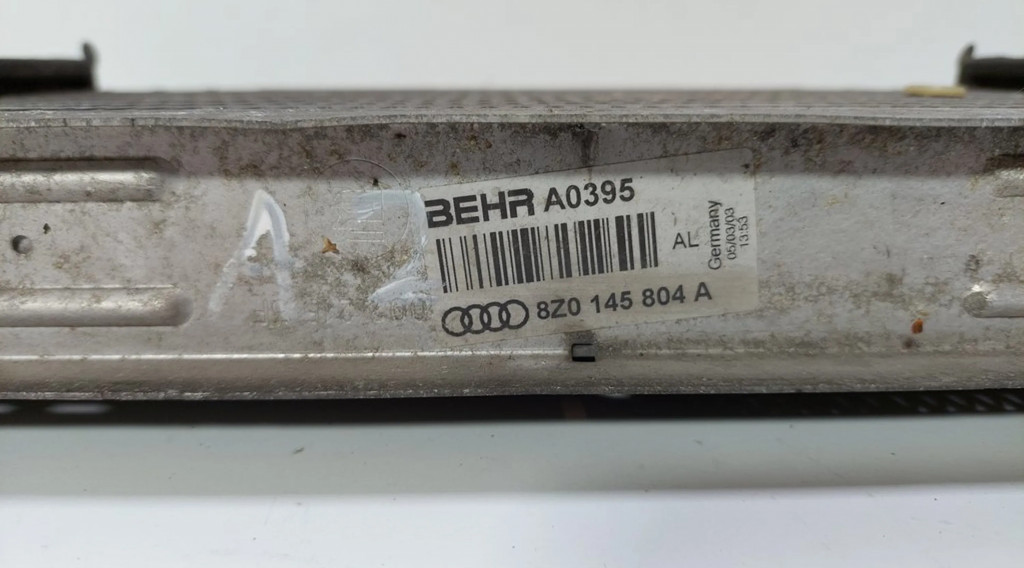 BEHR A0395
AL
Germany
05/03/03
13:53
8Z0 145 804 A
A